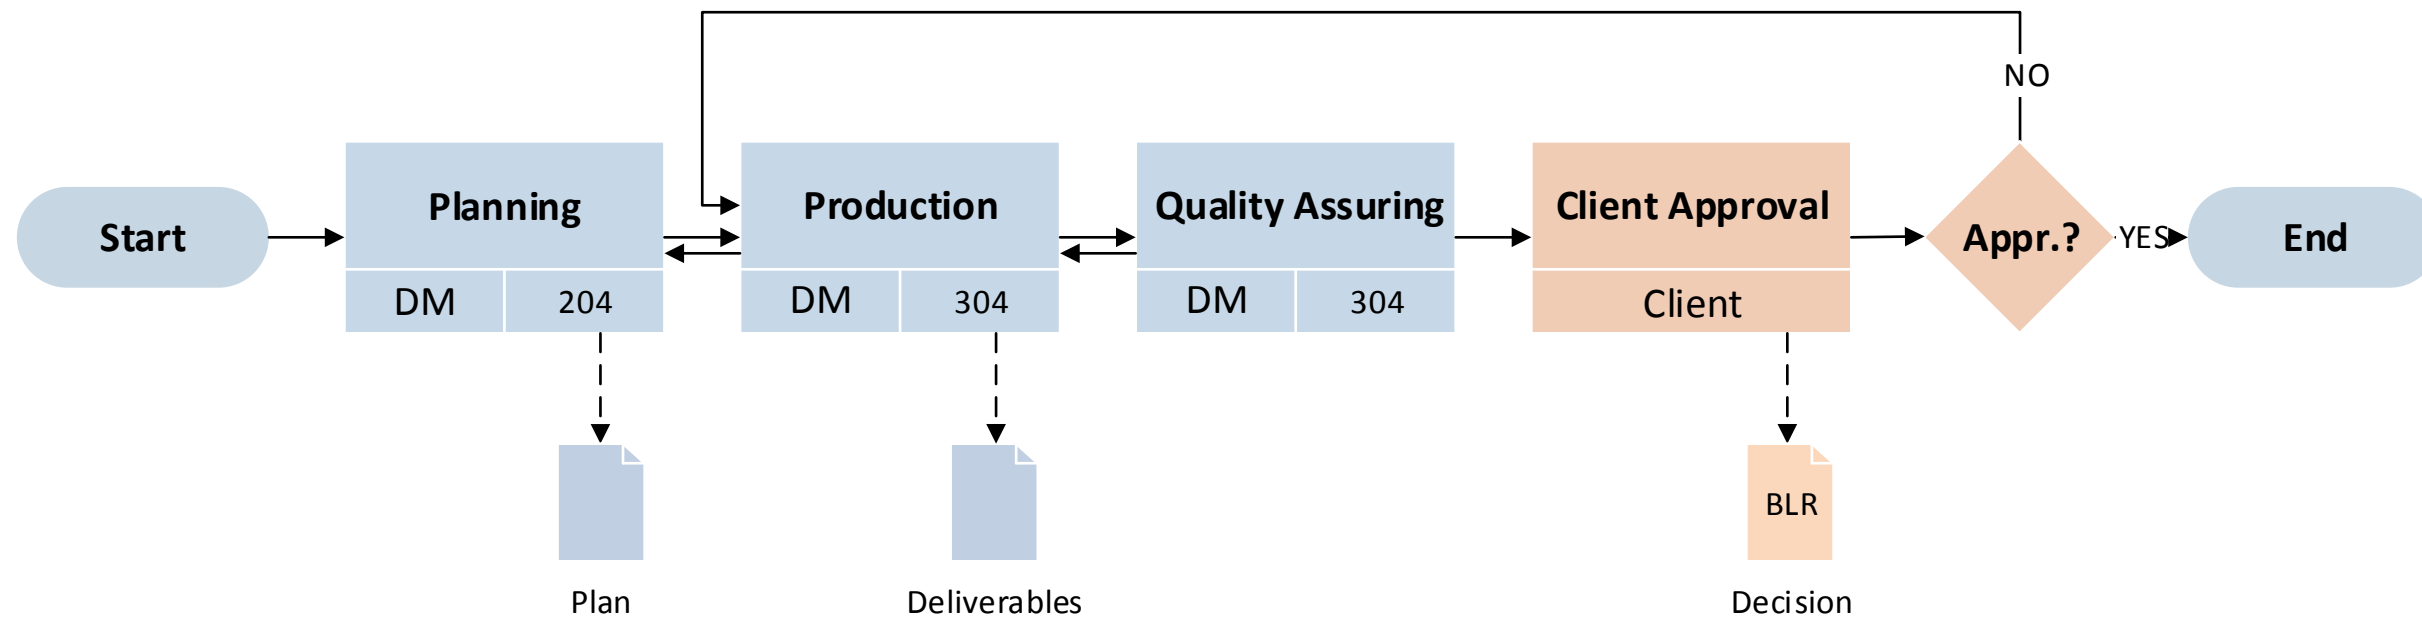 NO
Start
Planning
Production
Quality Assuring
Client Approval
Appr.?
YES
End
DM
204
DM
304
DM
304
Client
BLR
Plan
Deliverables
Decision